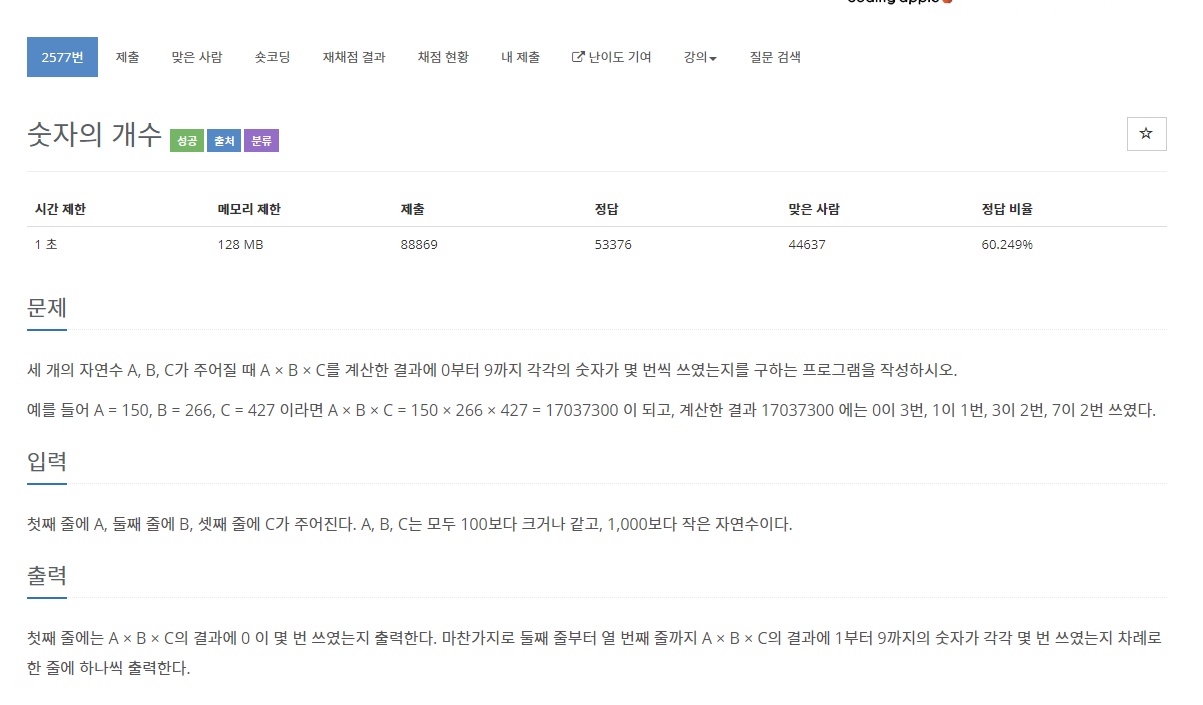 coding apple
2577번 제출 맞은 사람 숏코딩 재채점 결과 채점 현황 내 제출 난이도 기여 강의 질문 검색
숫자의 개수 성공 출처 분류
시간 제한 메모리 제한 제출 정답 맞은 사람 정답 비율
1 초 128 MB 88869 53376 44637 60.249%
문제
세 개의 자연수 A, B, C가 주어질 때 A × B × C를 계산한 결과에 0부터 9까지 각각의 숫자가 몇 번씩 쓰였는지를 구하는 프로그램을 작성하시오.
예를 들어 A = 150, B = 266, C = 427 이라면 A × B × C = 150 × 266 × 427 = 17037300 이 되고, 계산한 결과 17037300 에는 0이 3번, 1이 1번, 3이 2번, 7이 2번 쓰였다.
입력
첫째 줄에 A, 둘째 줄에 B, 셋째 줄에 C가 주어진다. A, B, C는 모두 100보다 크거나 같고, 1,000보다 작은 자연수이다.
출력
첫째 줄에는 A × B × C의 결과에 0 이 몇 번 쓰였는지 출력한다. 마찬가지로 둘째 줄부터 열 번째 줄까지 A × B × C의 결과에 1부터 9까지의 숫자가 각각 몇 번 쓰였는지 차례로
한 줄에 하나씩 출력한다.